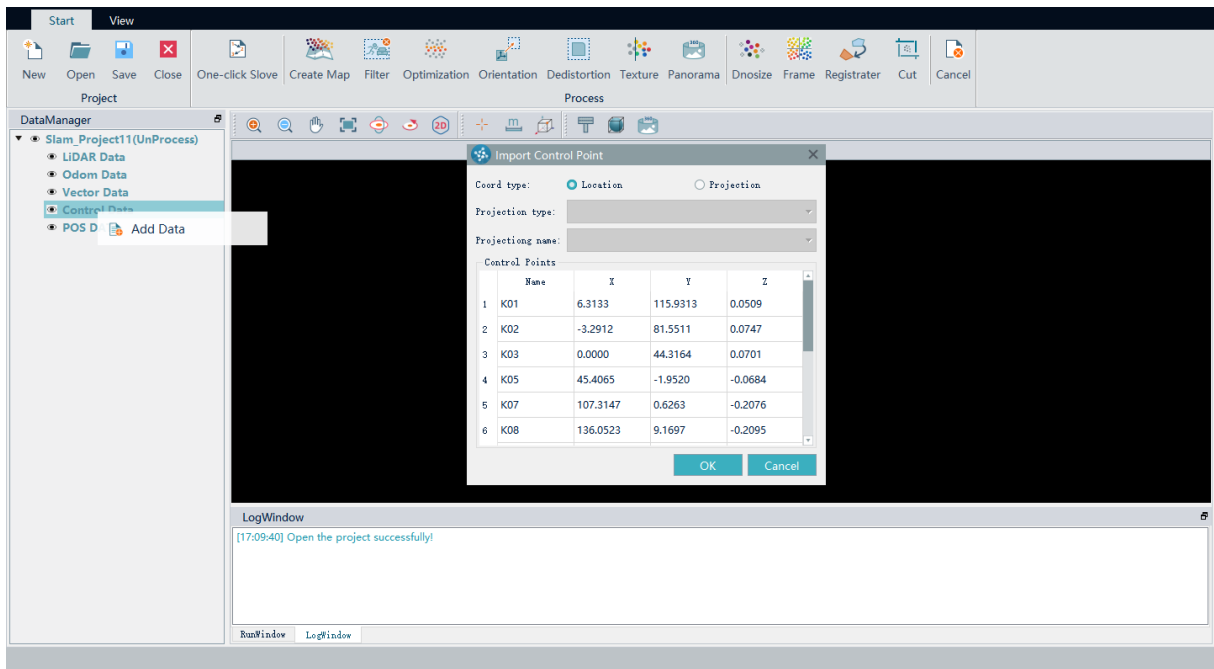 Start View
New Open Save Close One-click Slove Create Map Filter Optimization Orientation Dedistortion Texture Panorama Dnosize Frame Registrater Cut Cancel
Project Process
DataManager
2D m
Slam_Project11(UnProcess)
LiDAR Data
Odom Data
Vector Data
Control Data
POS D
Add Data
Import Control Point
Coord type: Location Projection
Projection type:
Projectiong name:
Control Points
Name X Y Z
1 K01 6.3133 115.9313 0.0509
2 K02 -3.2912 81.5511 0.0747
3 K03 0.0000 44.3164 0.0701
4 K05 45.4065 -1.9520 -0.0684
5 K07 107.3147 0.6263 -0.2076
6 K08 136.0523 9.1697 -0.2095
OK Cancel
LogWindow
[17:09:40] Open the project successfully!
RunWindow LogWindow